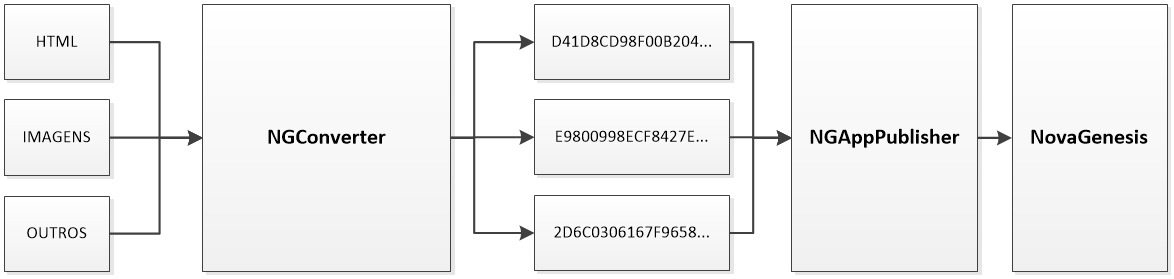 HTML
IMAGENS
OUTROS
NGConverter
D41D8CD98F00B204...
E9800998ECF8427E...
2D6C0306167F9658...
NGAppPublisher
NovaGenesis